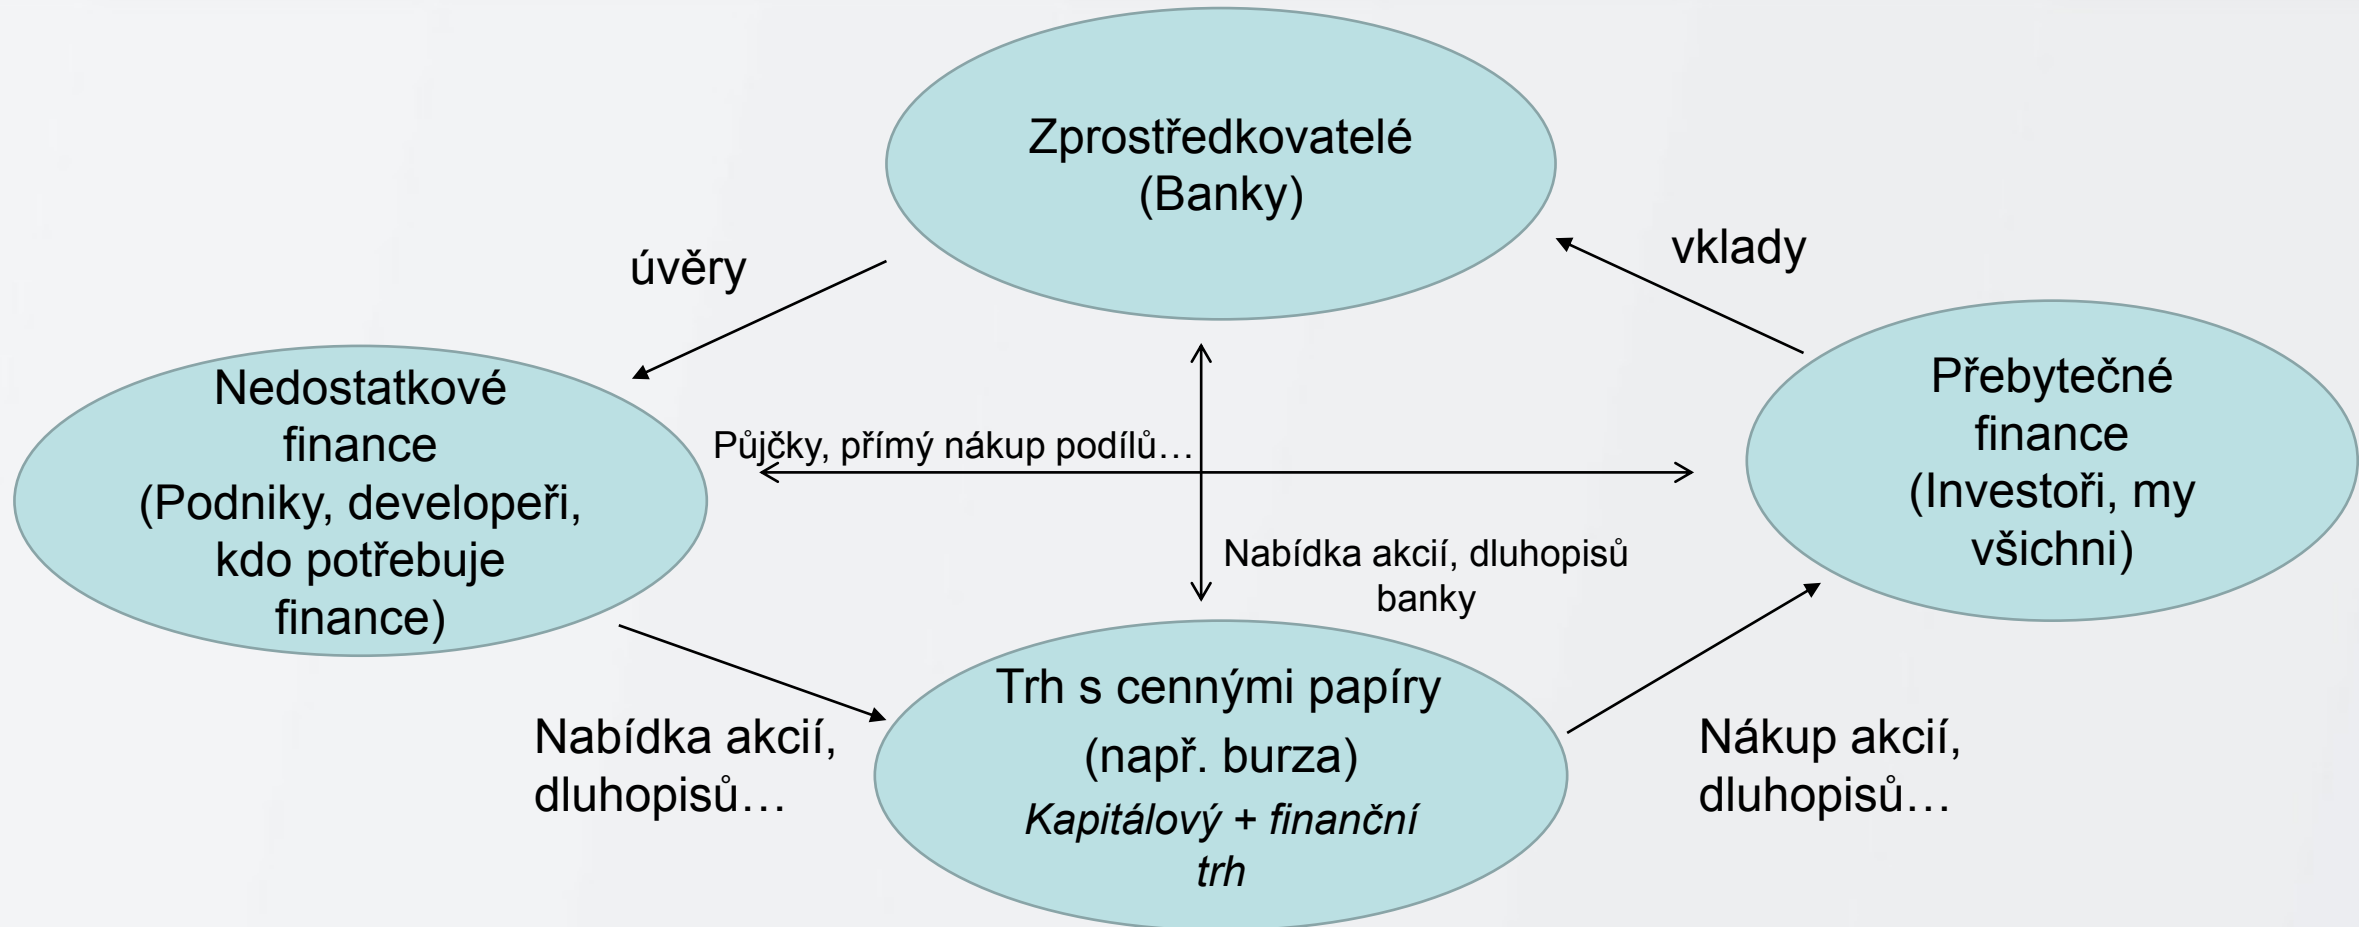 Zprostředkovatelé
(Banky)
úvěry
vklady
Nedostatkové
finance
(Podniky, developeři,
kdo potřebuje
finance)
Půjčky, přímý nákup podílů…
Přebytečné
finance
(Investoři, my
všichni)
Nabídka akcií, dluhopisů
banky
Nabídka akcií,
dluhopisů…
Trh s cennými papíry
(např. burza)
Kapitálový + finanční
trh
Nákup akcií,
dluhopisů…